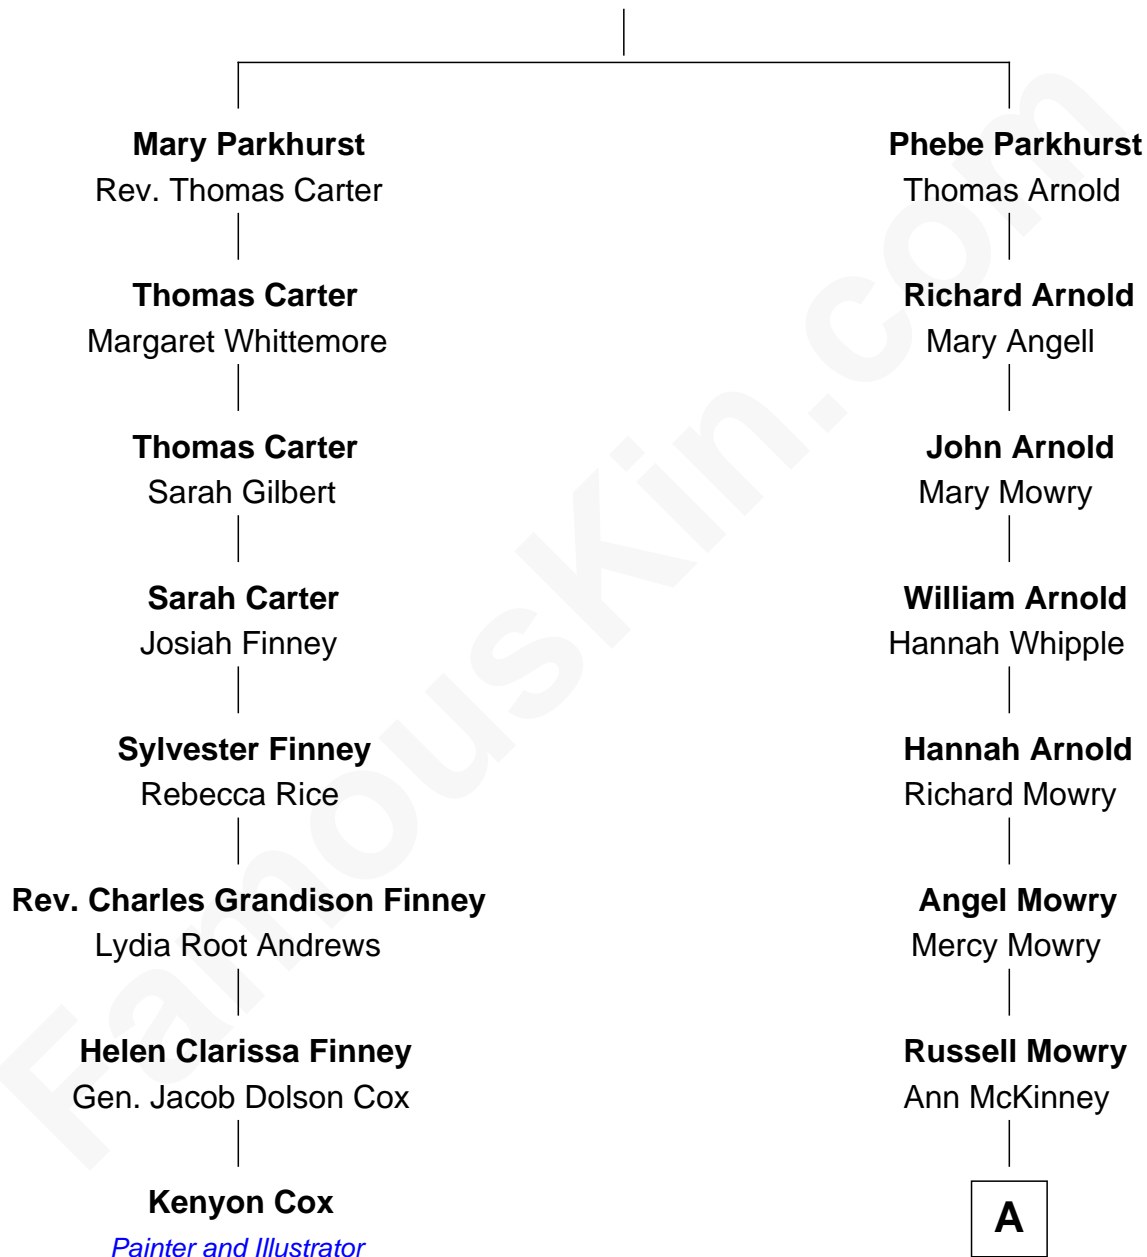 Mary Parkhurst
Rev. Thomas Carter
Thomas Carter
Margaret Whittemore
Thomas Carter
Sarah Gilbert
Sarah Carter
Josiah Finney
Sylvester Finney
Rebecca Rice
Rev. Charles Grandison Finney
Lydia Root Andrews
Helen Clarissa Finney
Gen. Jacob Dolson Cox
Kenyon Cox
Painter and Illustrator
Phebe Parkhurst
Thomas Arnold
Richard Arnold
Mary Angell
John Arnold
Mary Mowry
William Arnold
Hannah Whipple
Hannah Arnold
Richard Mowry
Angel Mowry
Mercy Mowry
Russell Mowry
Ann McKinney
A
FamousKin.com